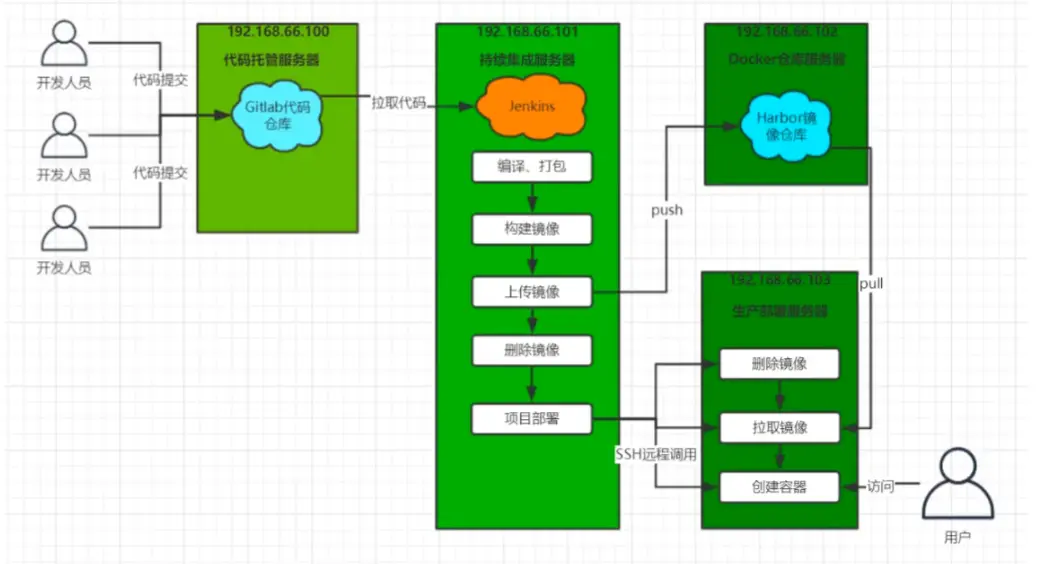 开发人员
开发人员
开发人员
代码提交
代码提交
192.168.66.100
代码托管服务器
Gitlab代码
仓库
拉取代码
192.168.66.101
持续集成服务器
Jenkins
编译、打包
构建镜像
上传镜像
删除镜像
项目部署
push
SSH远程调用
192.168.66.102
Docker仓库服务器
Harbor镜
像仓库
pull
192.168.66.103
生产部署服务器
删除镜像
拉取镜像
创建容器
访问
用户